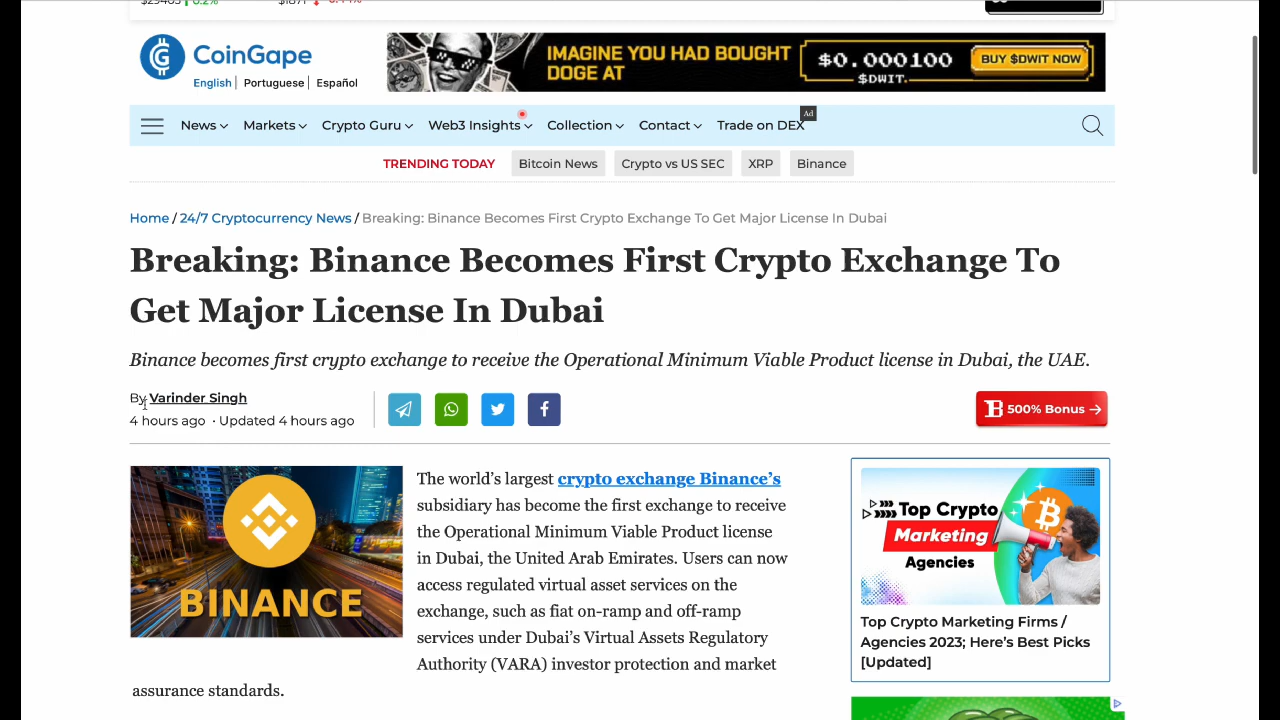 $29403 0.2% $1871 0.44%
CoinGape
English | Portuguese | Español
IMAGINE YOU HAD BOUGHT
DOGE AT
$0.000100
$DWIT.
BUY $DWIT NOW
News Markets Crypto Guru Web3 Insights Collection Contact Trade on DEX Ad
TRENDING TODAY Bitcoin News Crypto vs US SEC XRP Binance
Home / 24/7 Cryptocurrency News / Breaking: Binance Becomes First Crypto Exchange To Get Major License In Dubai
Breaking: Binance Becomes First Crypto Exchange To
Get Major License In Dubai
Binance becomes first crypto exchange to receive the Operational Minimum Viable Product license in Dubai, the UAE.
By Varinder Singh
4 hours ago · Updated 4 hours ago
500% Bonus →
BINANCE
The world’s largest crypto exchange Binance’s
subsidiary has become the first exchange to receive
the Operational Minimum Viable Product license
in Dubai, the United Arab Emirates. Users can now
access regulated virtual asset services on the
exchange, such as fiat on-ramp and off-ramp
services under Dubai’s Virtual Assets Regulatory
Authority (VARA) investor protection and market
assurance standards.
Top Crypto
Marketing
Agencies
Top Crypto Marketing Firms /
Agencies 2023; Here’s Best Picks
[Updated]